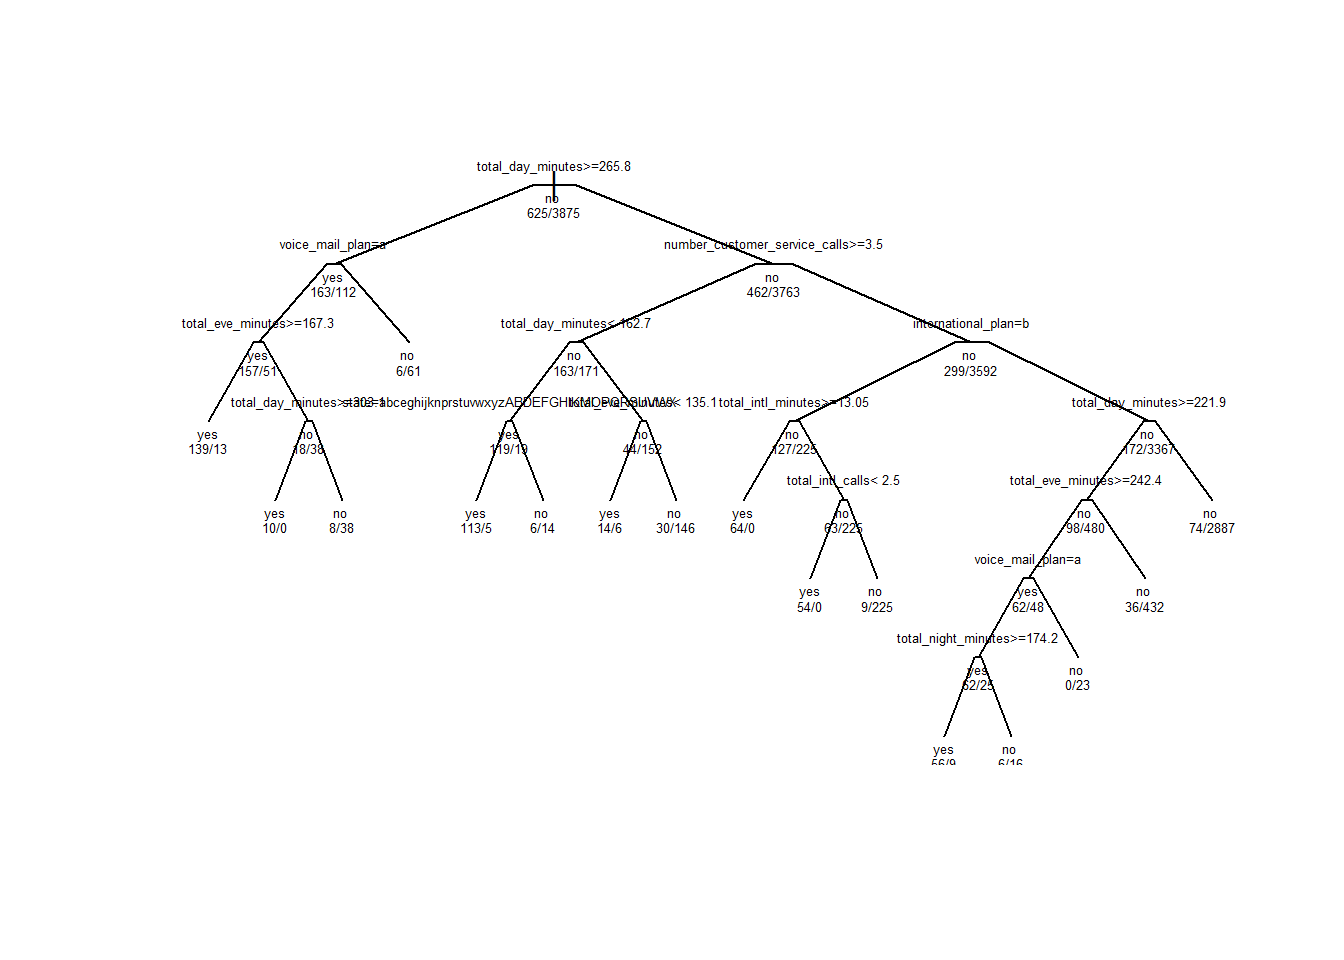 total_day_minutes>=265.8
no
625/3875
voice_mail_plan=a
number_customer_service_calls>=3.5
yes
163/112
no
462/3763
total_eve_minutes>=167.3
total_day_minutes< 162.7
international_plan=b
yes
157/51
no
6/61
no
163/171
no
299/3592
total_day_minutes>=303.1
total_eve_minutes< 135.1
total_intl_minutes>=13.05
total_day_minutes>=221.9
yes
139/13
no
18/38
yes
119/19
no
44/152
no
127/225
no
172/3367
total_intl_calls< 2.5
total_eve_minutes>=242.4
yes
10/0
no
8/38
yes
113/5
no
6/14
yes
14/6
no
30/146
yes
64/0
no
63/225
no
98/480
no
74/2887
voice_mail_plan=a
yes
54/0
no
9/225
yes
62/48
no
36/432
total_night_minutes>=174.2
yes
62/25
no
0/23
yes
56/9
no
6/16